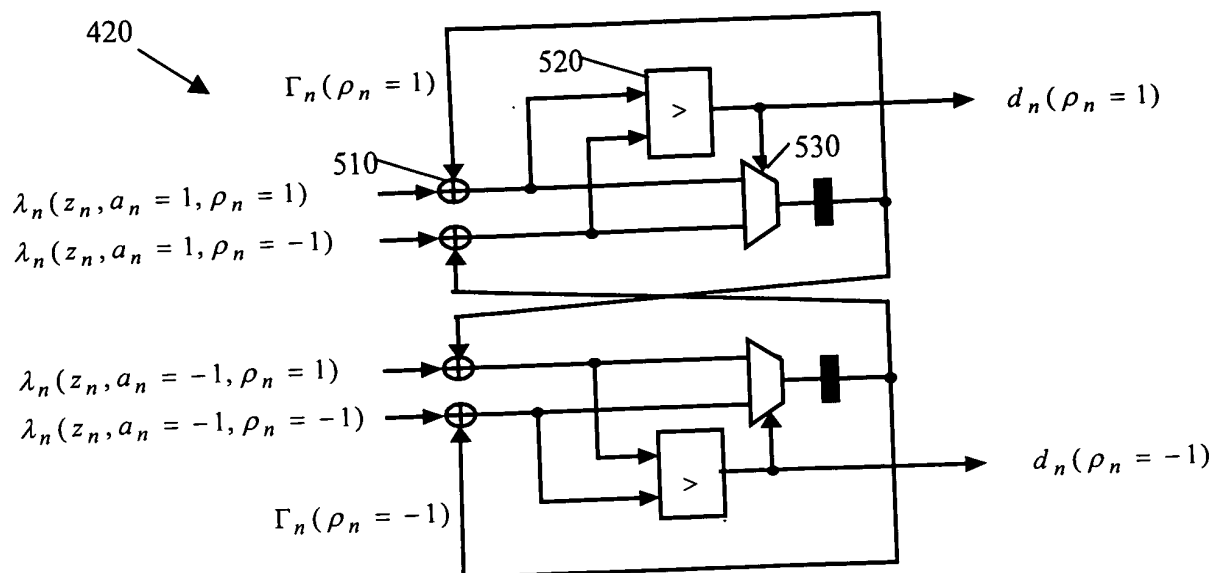 420
520
Γₙ(ρₙ = 1)
>
dₙ(ρₙ = 1)
510
530
λₙ(zₙ, aₙ = 1, ρₙ = 1)
λₙ(zₙ, aₙ = 1, ρₙ = -1)
λₙ(zₙ, aₙ = -1, ρₙ = 1)
λₙ(zₙ, aₙ = -1, ρₙ = -1)
>
dₙ(ρₙ = -1)
Γₙ(ρₙ = -1)